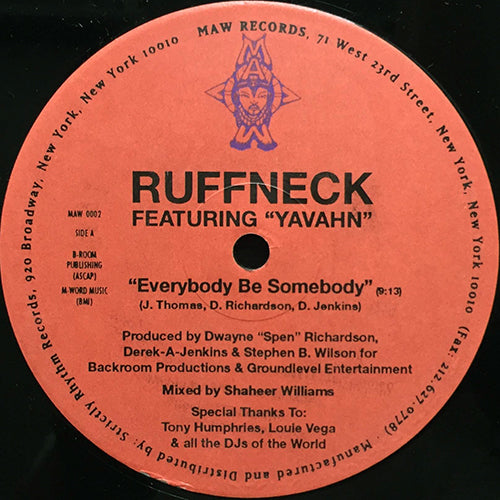 MAW RECORDS, 71 West 23rd Street, New York, New York 10010 (Fax: 212-627-0778) · Manufactured and Distributed by: Strictly Rhythm Records, 920 Broadway, New York, New York 10010
RUFFNECK
FEATURING “YAVAHN”
MAW 0002
SIDE A
B-ROOM
PUBLISHING
(ASCAP)
M-WORD MUSIC
(BMI)
“Everybody Be Somebody” (9:13)
(J. Thomas, D. Richardson, D. Jenkins)
Produced by Dwayne “Spen” Richardson,
Derek-A-Jenkins & Stephen B. Wilson for
Backroom Productions & Groundlevel Entertainment
Mixed by Shaheer Williams
Special Thanks To:
Tony Humphries, Louie Vega
& all the DJs of the World